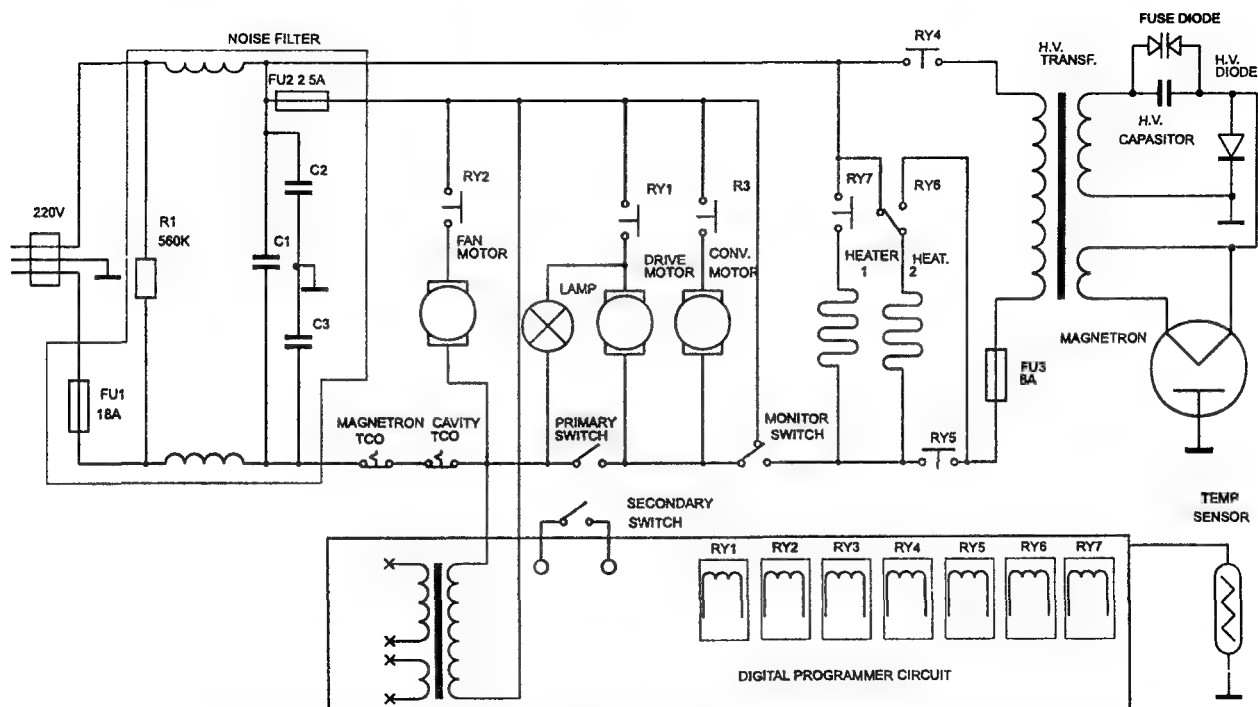 NOISE FILTER
FU2 2 5A
220V
R1
560K
C1
C2
C3
FU1
18A
RY2
FAN
MOTOR
LAMP
RY1
DRIVE
MOTOR
R3
CONV.
MOTOR
RY7
RY6
HEATER
1
HEAT.
2
RY4
H.V.
TRANSF.
FUSE DIODE
H.V.
DIODE
H.V.
CAPASITOR
MAGNETRON
FU3
8A
MAGNETRON
TCO
CAVITY
TCO
PRIMARY
SWITCH
MONITOR
SWITCH
RY5
SECONDARY
SWITCH
TEMP
SENSOR
RY1
RY2
RY3
RY4
RY5
RY6
RY7
DIGITAL PROGRAMMER CIRCUIT